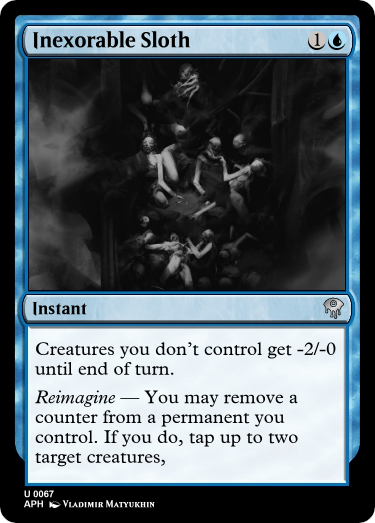 Inexorable Sloth 1
Instant
Creatures you don't control get -2/-0
until end of turn.
Reimagine — You may remove a
counter from a permanent you
control. If you do, tap up to two
target creatures,
U 0067
APH Vladimir Matyukhin